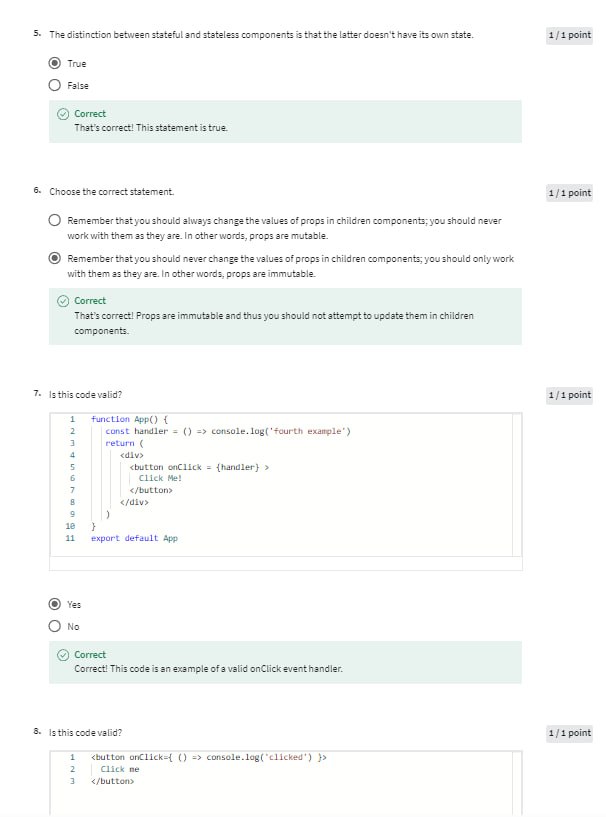 5. The distinction between stateful and stateless components is that the latter doesn't have its own state.
1 / 1 point
True
False
Correct
That's correct! This statement is true.
6. Choose the correct statement.
1 / 1 point
Remember that you should always change the values of props in children components; you should never
work with them as they are. In other words, props are mutable.
Remember that you should never change the values of props in children components; you should only work
with them as they are. In other words, props are immutable.
Correct
That's correct! Props are immutable and thus you should not attempt to update them in children
components.
7. Is this code valid?
1 / 1 point
1 function App() {
2 const handler = () => console.log('fourth example')
3 return (
4 <div>
5 <button onClick = {handler} >
6 Click Me!
7 </button>
8 </div>
9 )
10 }
11 export default App
Yes
No
Correct
Correct! This code is an example of a valid onClick event handler.
8. Is this code valid?
1 / 1 point
1 <button onClick={ () => console.log('clicked') }>
2 Click me
3 </button>